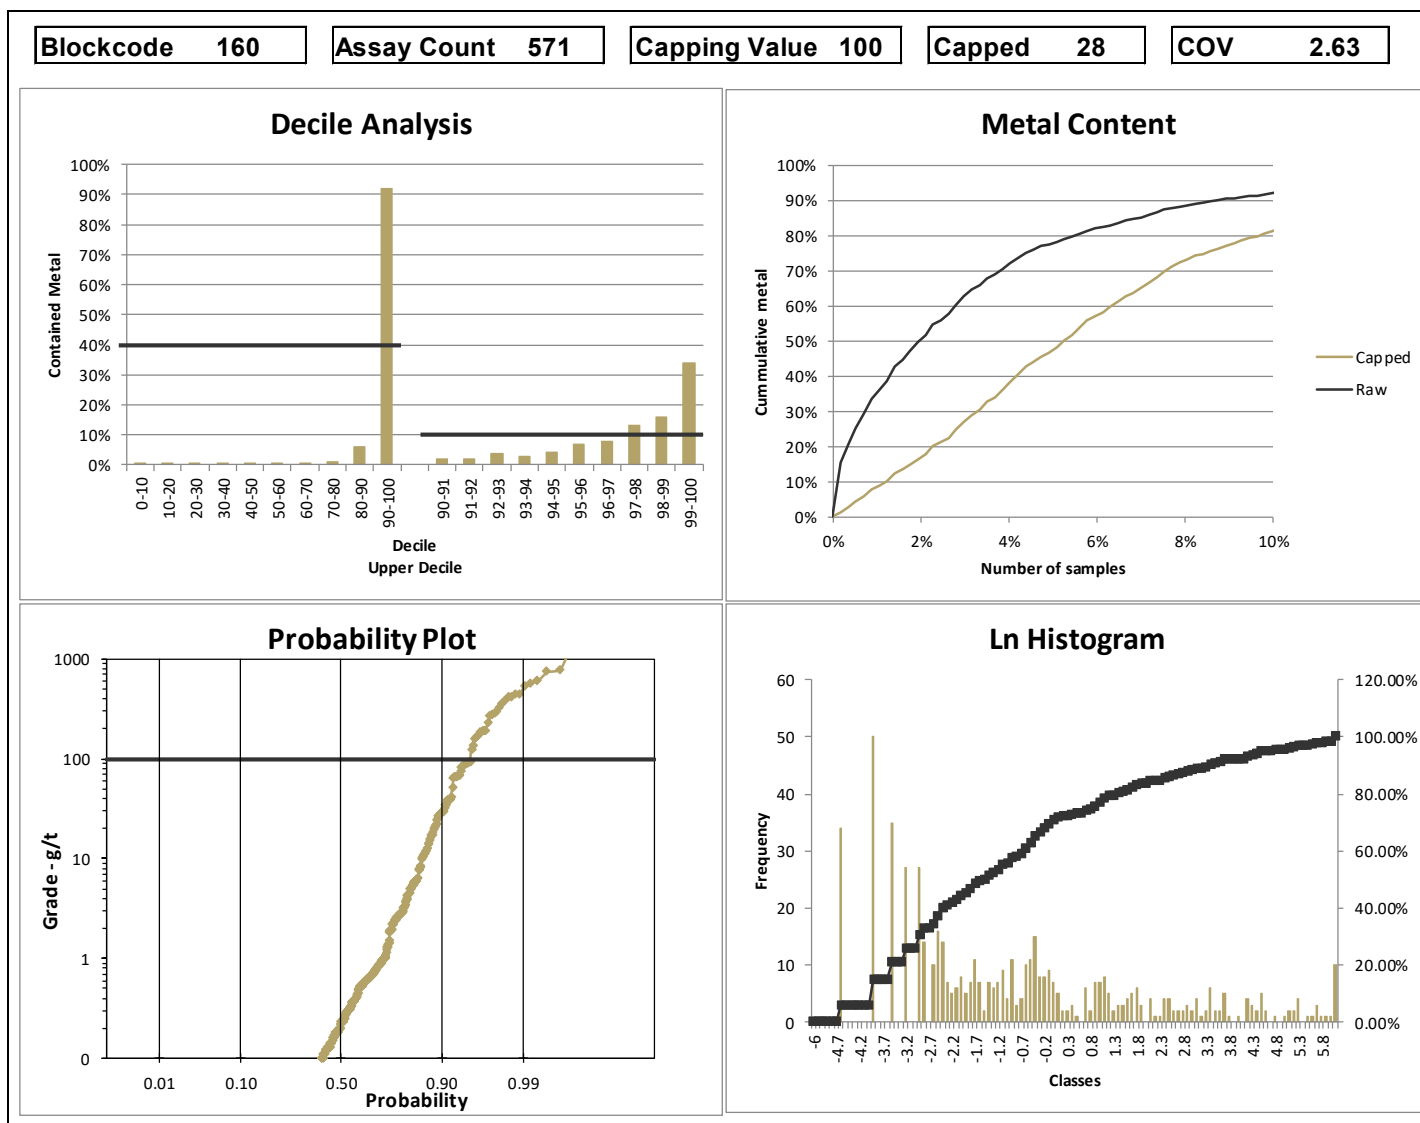 Blockcode 160 Assay Count 571 Capping Value 100 Capped 28 COV 2.63
Decile Analysis
100%
90%
80%
70%
60%
50%
40%
30%
20%
10%
0%
Contained Metal
0-10 10-20 20-30 30-40 40-50 50-60 60-70 70-80 80-90 90-100 90-91 91-92 92-93 93-94 94-95 95-96 96-97 97-98 98-99 99-100
Decile
Upper Decile
Metal Content
100%
90%
80%
70%
60%
50%
40%
30%
20%
10%
0%
Cummulative metal
0% 2% 4% 6% 8% 10%
Number of samples
Capped
Raw
Probability Plot
1000
100
10
1
0
Grade - g/t
0.01 0.10 0.50 0.90 0.99
Probability
Ln Histogram
60
50
40
30
20
10
0
Frequency
120.00%
100.00%
80.00%
60.00%
40.00%
20.00%
0.00%
-6 -4.7 -4.2 -3.7 -3.2 -2.7 -2.2 -1.7 -1.2 -0.7 -0.2 0.3 0.8 1.3 1.8 2.3 2.8 3.3 3.8 4.3 4.8 5.3 5.8
Classes